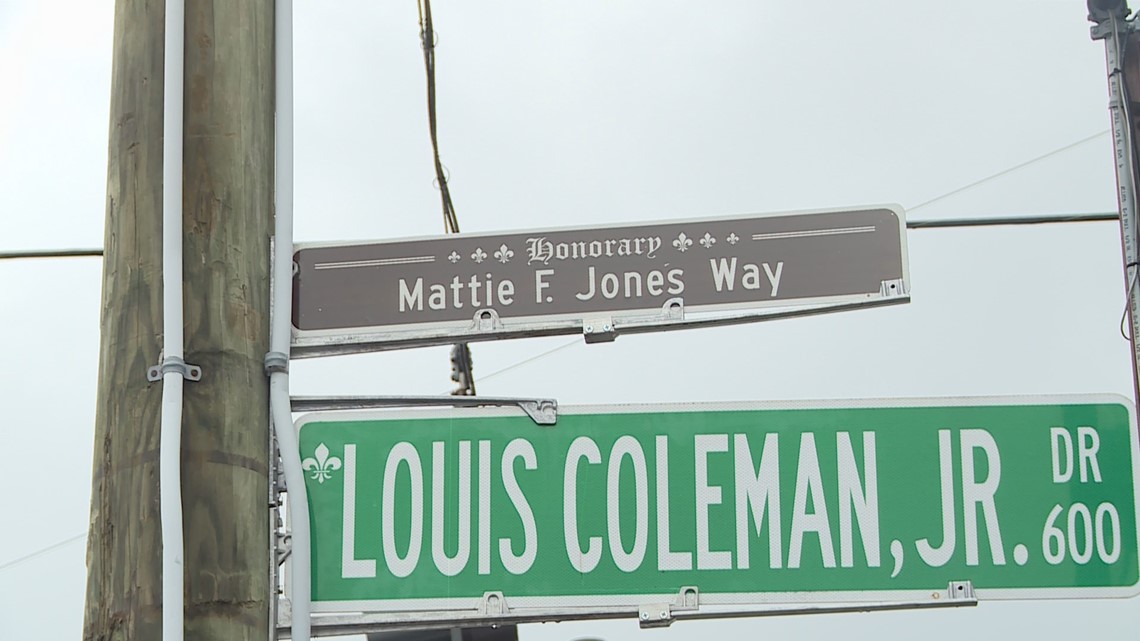 Honorary
Mattie F. Jones Way
LOUIS COLEMAN, JR. DR
600